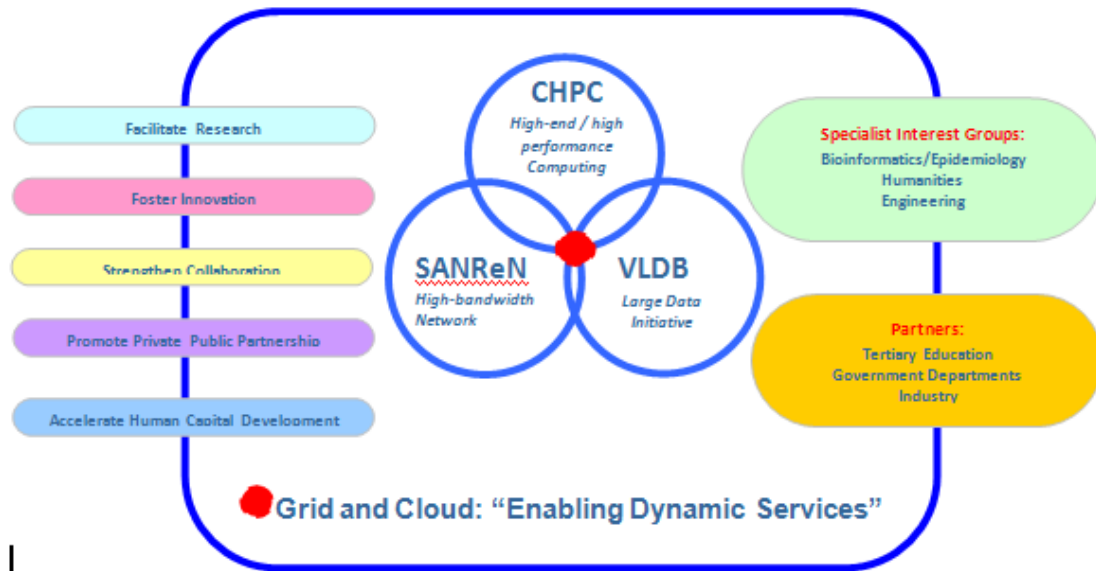 CHPC
High-end / high
performance
Computing
Facilitate Research
Foster Innovation
Strengthen Collaboration
Promote Private Public Partnership
Accelerate Human Capital Development
SANReN
High-bandwidth
Network
VLDB
Large Data
Initiative
Specialist Interest Groups:
Bioinformatics/Epidemiology
Humanities
Engineering
Partners:
Tertiary Education
Government Departments
Industry
Grid and Cloud: “Enabling Dynamic Services”